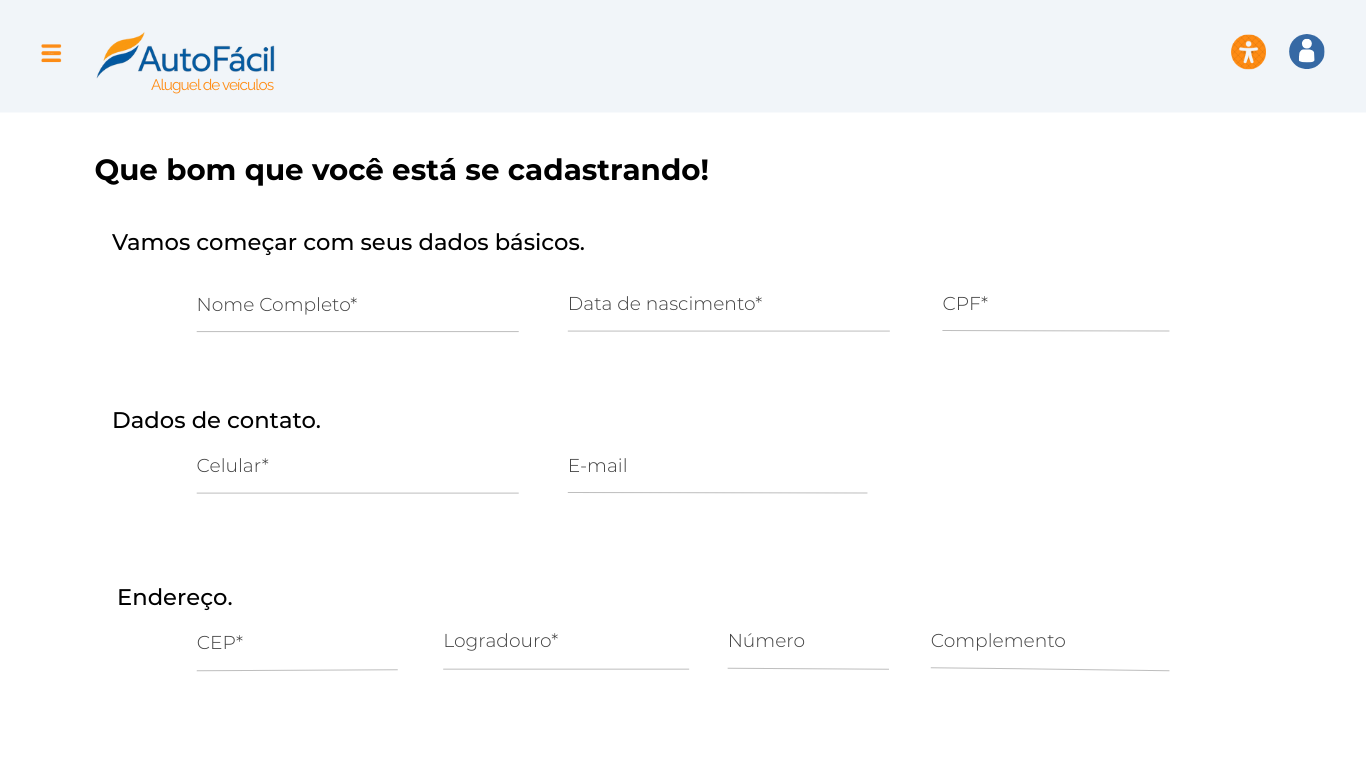 AutoFácil
Aluguel de veículos
Que bom que você está se cadastrando!
Vamos começar com seus dados básicos.
Nome Completo* Data de nascimento* CPF*
Dados de contato.
Celular* E-mail
Endereço.
CEP* Logradouro* Número Complemento